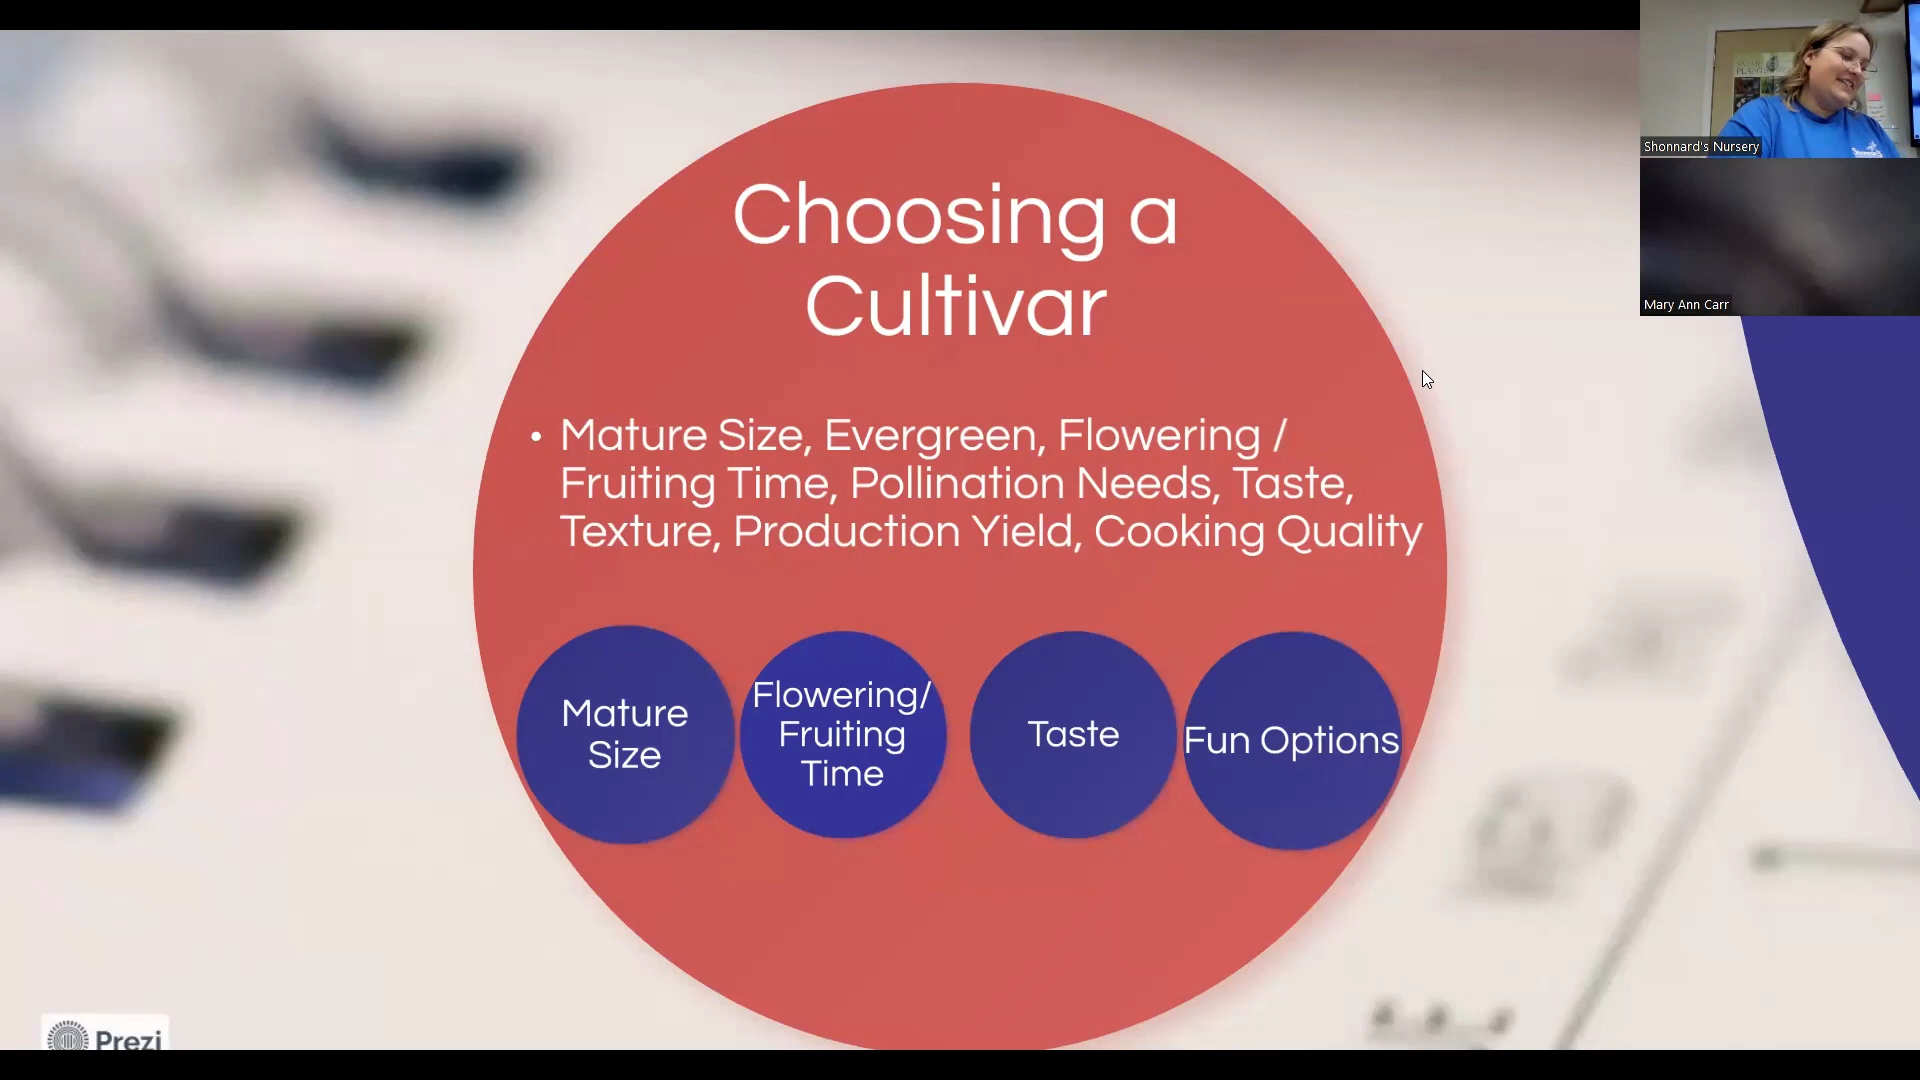 Choosing a
Cultivar
• Mature Size, Evergreen, Flowering /
Fruiting Time, Pollination Needs, Taste,
Texture, Production Yield, Cooking Quality
Mature
Size
Flowering/
Fruiting
Time
Taste
Fun Options
Shonnard's Nursery
Mary Ann Carr
Prezi